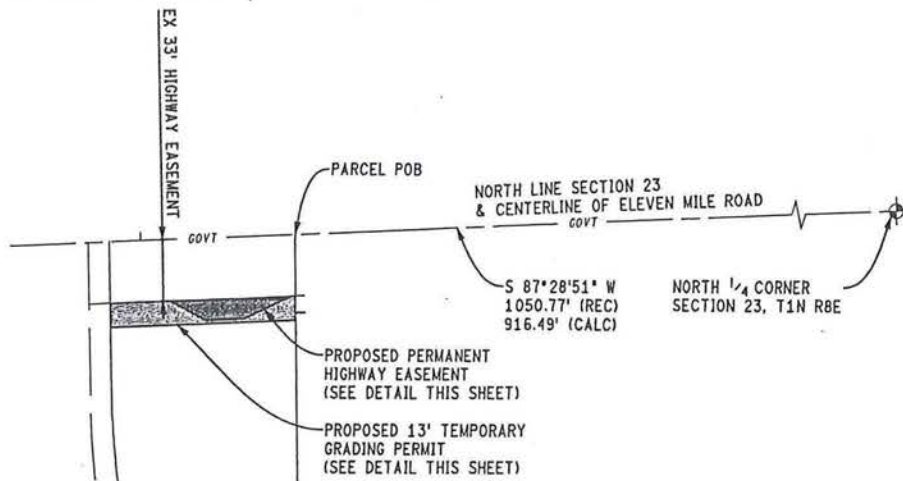 EX 33' HIGHWAY EASEMENT
PARCEL POB
NORTH LINE SECTION 23
& CENTERLINE OF ELEVEN MILE ROAD
GOVT
GOVT
S 87°28'51" W
1050.77' (REC)
916.49' (CALC)
NORTH 1/4 CORNER
SECTION 23, T1N R8E
PROPOSED PERMANENT
HIGHWAY EASEMENT
(SEE DETAIL THIS SHEET)
PROPOSED 13' TEMPORARY
GRADING PERMIT
(SEE DETAIL THIS SHEET)